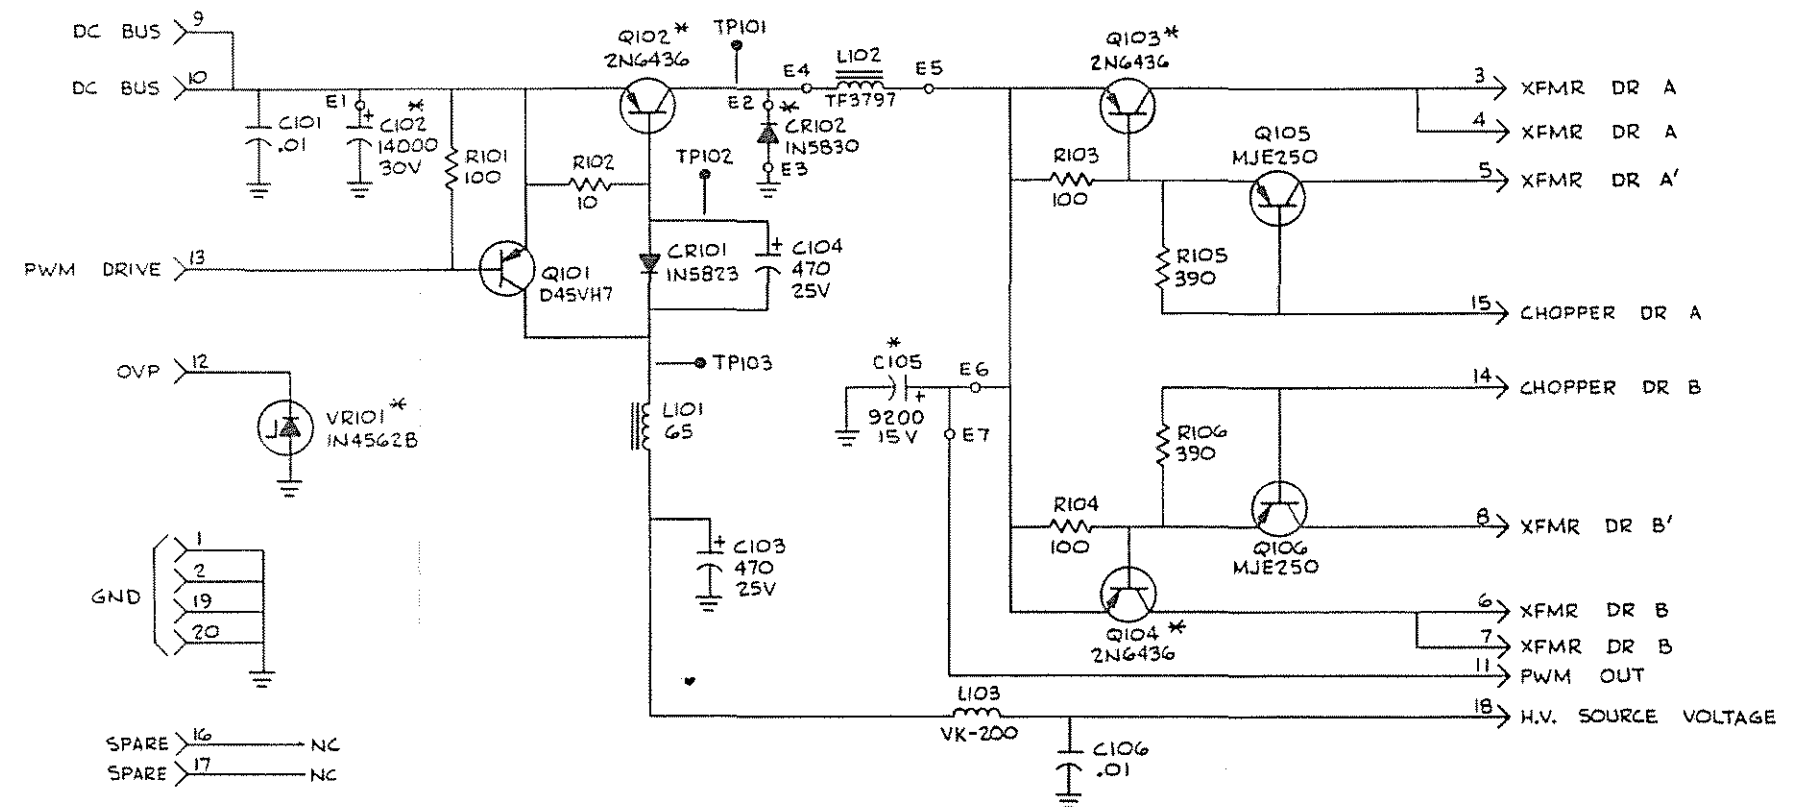 DC BUS 9
DC BUS 10
E1
*
C101
.01
+
C102
14000
30V
R101
100
Q102*
2N6436
TP101
E4
L102
TF3797
E5
E2
*
CR102
1N5830
E3
R102
10
TP102
PWM DRIVE 13
Q101
D45VH7
CR101
1N5823
+
C104
470
25V
TP103
OVP 12
VR101*
1N4562B
L101
65
*
C105
+
9200
15V
E6
E7
GND
1
2
19
20
+
C103
470
25V
SPARE 16 NC
SPARE 17 NC
L103
VK-200
C106
.01
Q103*
2N6436
R103
100
Q105
MJE250
R105
390
R106
390
R104
100
Q106
MJE250
Q104*
2N6436
3 XFMR DR A
4 XFMR DR A
5 XFMR DR A'
15 CHOPPER DR A
14 CHOPPER DR B
8 XFMR DR B'
6 XFMR DR B
7 XFMR DR B
11 PWM OUT
18 H.V. SOURCE VOLTAGE